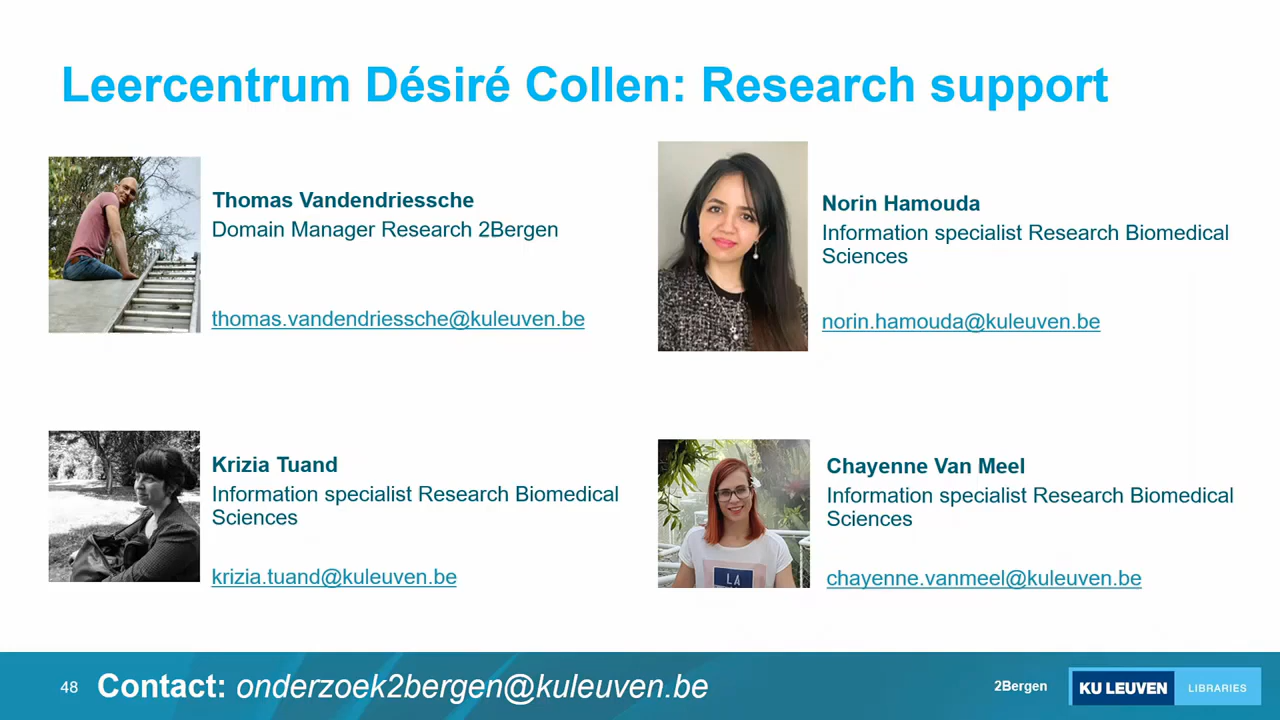 Leercentrum Désiré Collen: Research support
Thomas Vandendriessche
Domain Manager Research 2Bergen
thomas.vandendriessche@kuleuven.be
Norin Hamouda
Information specialist Research Biomedical
Sciences
norin.hamouda@kuleuven.be
Krizia Tuand
Information specialist Research Biomedical
Sciences
krizia.tuand@kuleuven.be
Chayenne Van Meel
Information specialist Research Biomedical
Sciences
chayenne.vanmeel@kuleuven.be
LA
48 Contact: onderzoek2bergen@kuleuven.be
2Bergen
KU LEUVEN LIBRARIES